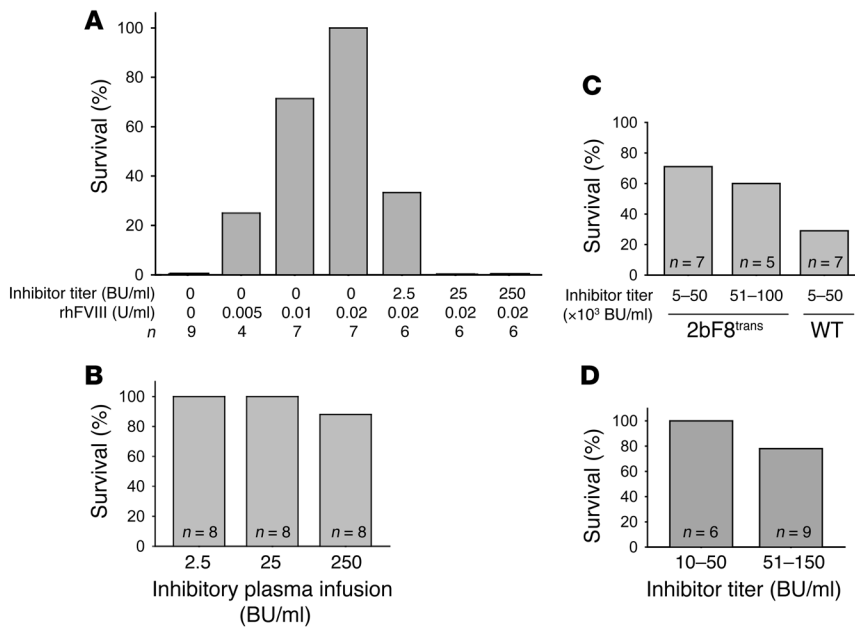 A
Survival (%)
100
80
60
40
20
0
Inhibitor titer (BU/ml) 0 0 0 0 2.5 25 250
rhFVIII (U/ml) 0 0.005 0.01 0.02 0.02 0.02 0.02
n 9 4 7 7 6 6 6
B
Survival (%)
100
80
60
40
20
0
n = 8 n = 8 n = 8
2.5 25 250
Inhibitory plasma infusion
(BU/ml)
C
Survival (%)
100
80
60
40
20
0
n = 7 n = 5 n = 7
Inhibitor titer 5–50 51–100 5–50
(×10³ BU/ml)
2bF8ᵗʳᵃⁿˢ WT
D
Survival (%)
100
80
60
40
20
0
n = 6 n = 9
10–50 51–150
Inhibitor titer (BU/ml)